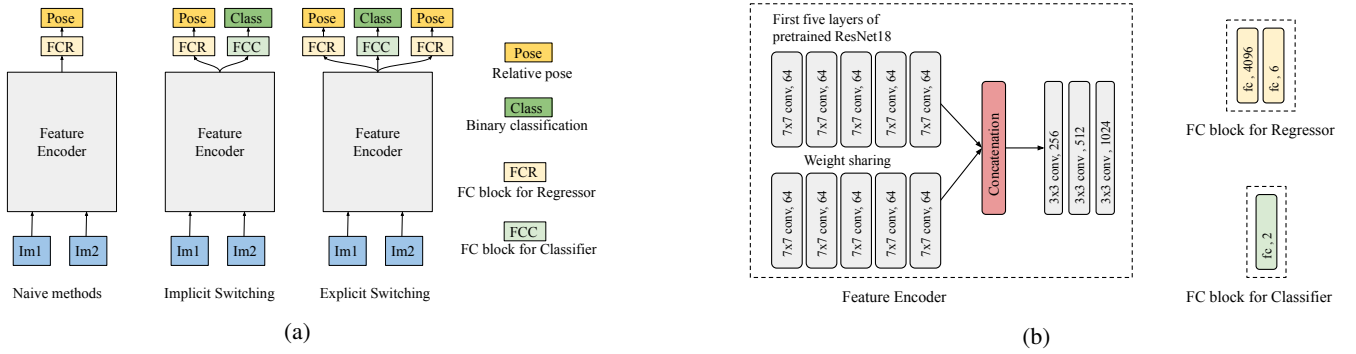 Pose
FCR
Feature
Encoder
Im1
Im2
Naive methods
Pose
Class
FCR
FCC
Feature
Encoder
Im1
Im2
Implicit Switching
Pose
Class
Pose
FCR
FCC
FCR
Feature
Encoder
Im1
Im2
Explicit Switching
Pose
Relative pose
Class
Binary classification
FCR
FC block for Regressor
FCC
FC block for Classifier
(a)
First five layers of
pretrained ResNet18
7x7 conv, 64
7x7 conv, 64
7x7 conv, 64
7x7 conv, 64
7x7 conv, 64
Weight sharing
7x7 conv, 64
7x7 conv, 64
7x7 conv, 64
7x7 conv, 64
7x7 conv, 64
Concatenation
3x3 conv, 256
3x3 conv , 512
3x3 conv , 1024
Feature Encoder
fc , 4096
fc , 6
FC block for Regressor
fc , 2
FC block for Classifier
(b)